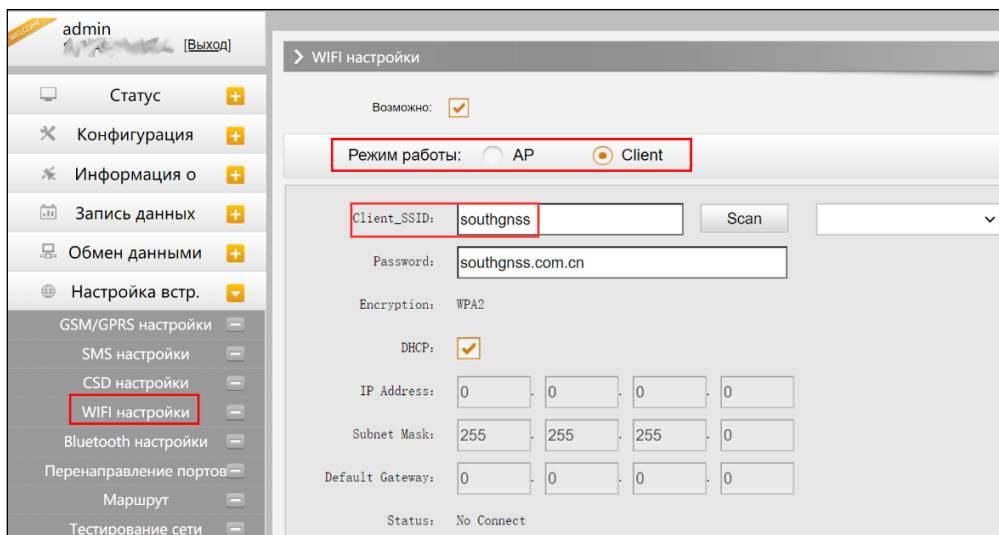 WELCOME
admin
[Выход]
Статус
Конфигурация
Информация о
Запись данных
Обмен данными
Настройка встр.
GSM/GPRS настройки
SMS настройки
CSD настройки
WIFI настройки
Bluetooth настройки
Перенаправление портов
Маршрут
Тестирование сети
WIFI настройки
Возможно:
Режим работы: AP Client
Client_SSID: southgnss Scan
Password: southgnss.com.cn
Encryption: WPA2
DHCP:
IP Address: 0 . 0 . 0 . 0
Subnet Mask: 255 . 255 . 255 . 0
Default Gateway: 0 . 0 . 0 . 0
Status: No Connect